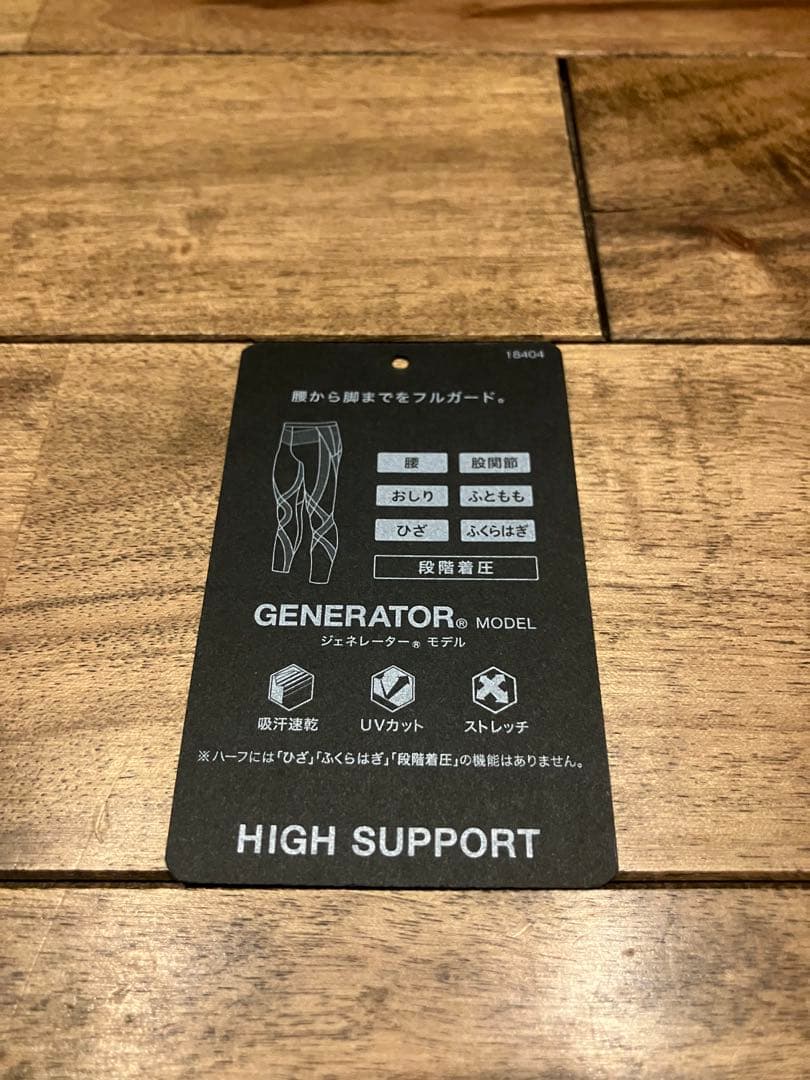 18404
腰から脚までをフルガード。
腰 股関節
おしり ふともも
ひざ ふくらはぎ
段階着圧
GENERATOR® MODEL
ジェネレーター® モデル
吸汗速乾 UVカット ストレッチ
※ハーフには「ひざ」「ふくらはぎ」「段階着圧」の機能はありません。
HIGH SUPPORT